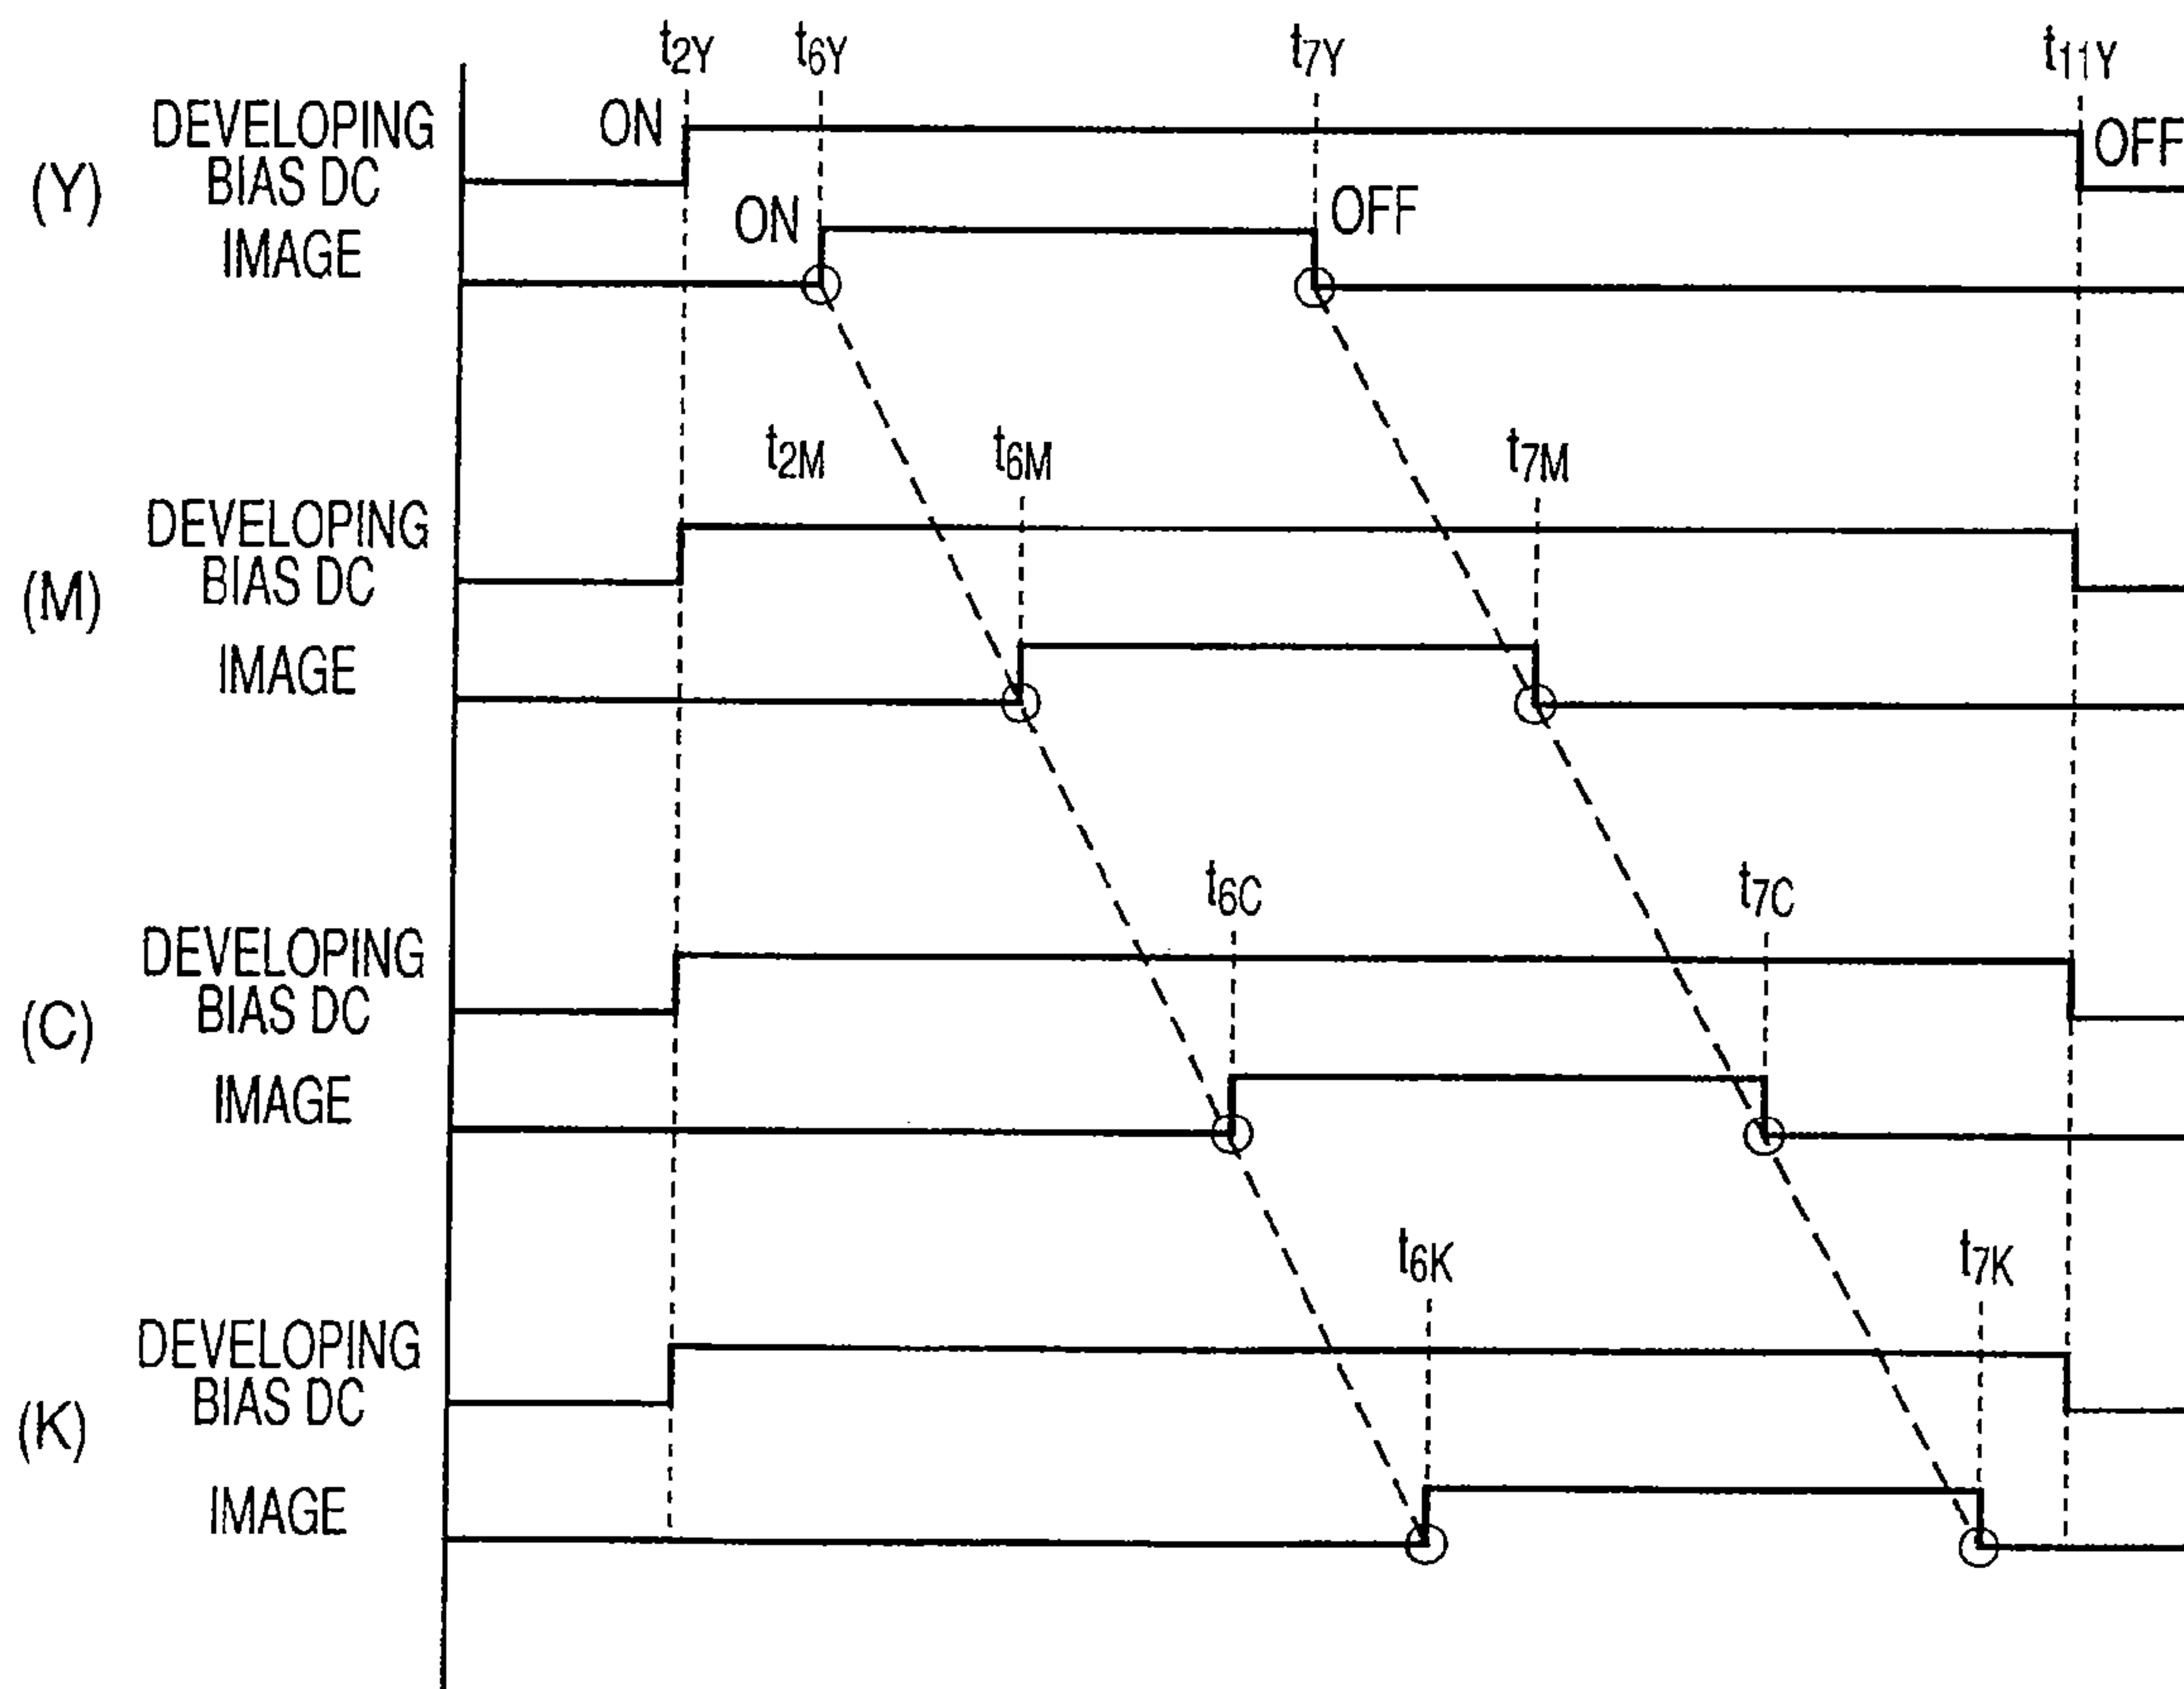 t2Y t6Y t7Y t11Y
DEVELOPING ON
BIAS DC OFF
(Y)
ON OFF
IMAGE
t2M t6M t7M
DEVELOPING
BIAS DC
(M)
IMAGE
t6C t7C
DEVELOPING
BIAS DC
(C)
IMAGE
t6K t7K
DEVELOPING
BIAS DC
(K)
IMAGE